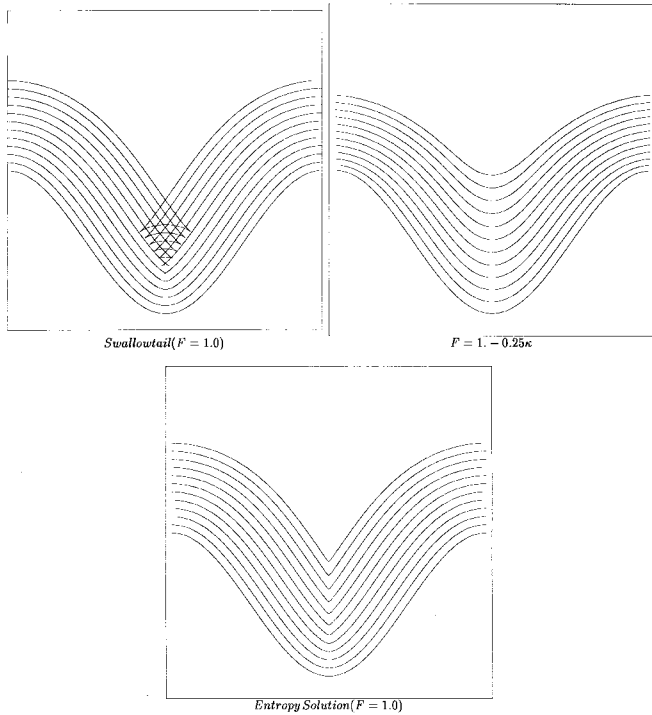 Swallowtail(F = 1.0)
F = 1. − 0.25κ
Entropy Solution(F = 1.0)